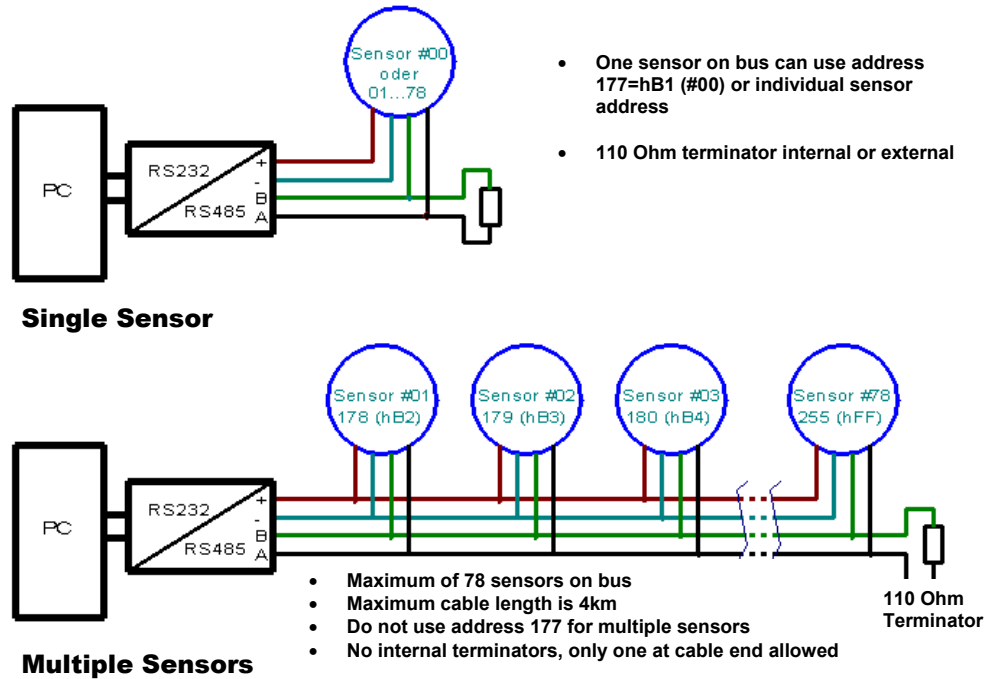 Sensor #00
oder
01...78
• One sensor on bus can use address
177=hB1 (#00) or individual sensor
address
• 110 Ohm terminator internal or external
PC
RS232
RS485
+
-
B
A
Single Sensor
Sensor #01
178 (hB2)
Sensor #02
179 (hB3)
Sensor #03
180 (hB4)
Sensor #78
255 (hFF)
PC
RS232
RS485
+
-
B
A
110 Ohm
Terminator
• Maximum of 78 sensors on bus
• Maximum cable length is 4km
• Do not use address 177 for multiple sensors
• No internal terminators, only one at cable end allowed
Multiple Sensors